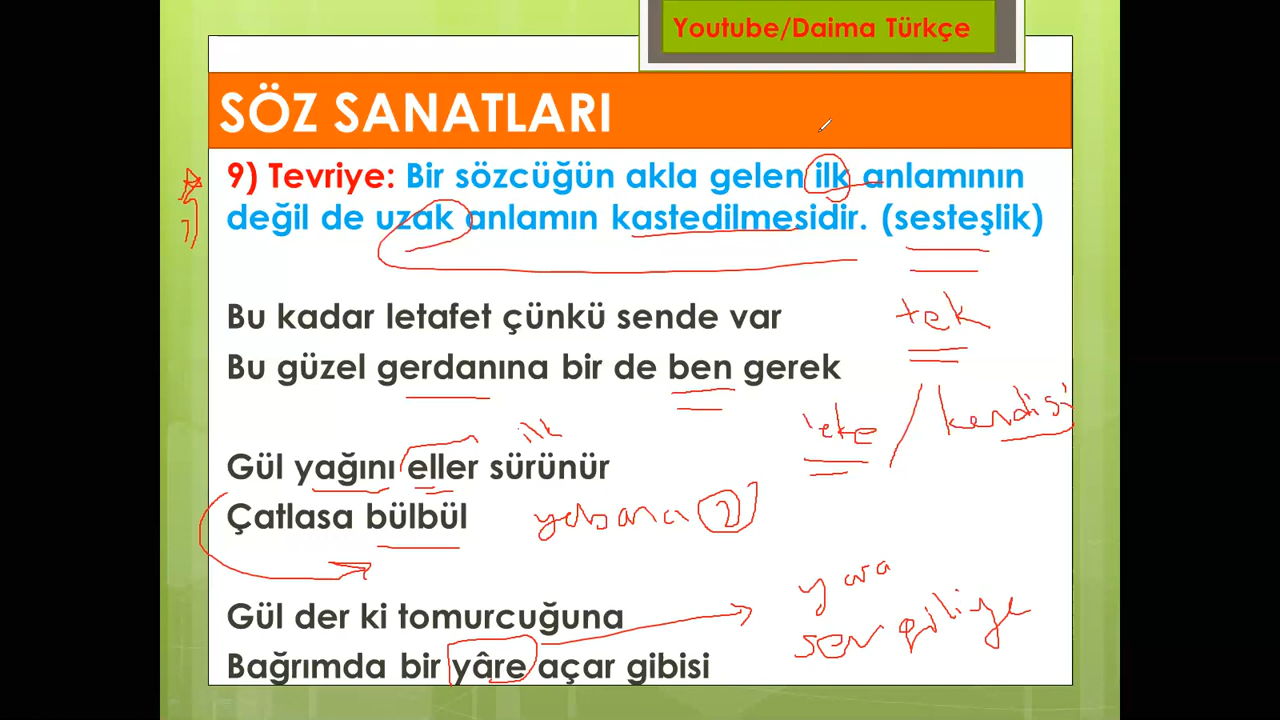 Youtube/Daima Türkçe
SÖZ SANATLARI
9) Tevriye: Bir sözcüğün akla gelen ilk anlamının
değil de uzak anlamın kastedilmesidir. (sesteşlik)
Bu kadar letafet çünkü sende var
tek
Bu güzel gerdanına bir de ben gerek
leke / kendisi
ilk
Gül yağını eller sürünür
Çatlasa bülbül
yabancı 2
yara
Gül der ki tomurcuğuna
sevgiliye
Bağrımda bir yâre açar gibisi